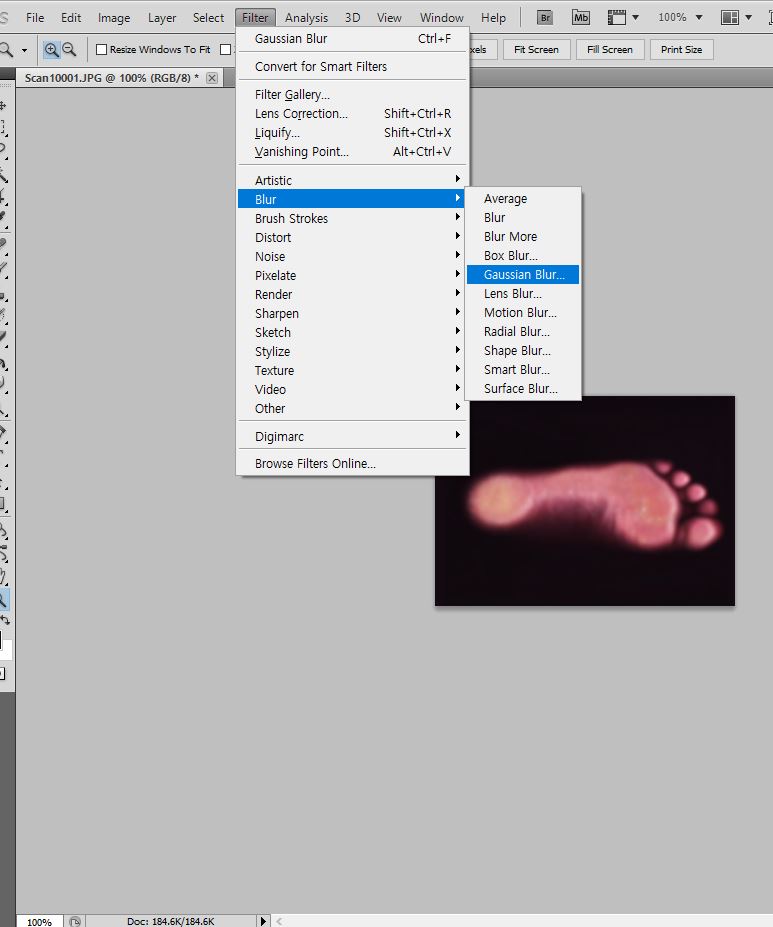 S File Edit Image Layer Select Filter Analysis 3D View Window Help Br Mb 100%
Resize Windows To Fit Fit Screen Fill Screen Print Size
Scan10001.JPG @ 100% (RGB/8) *
Gaussian Blur Ctrl+F
Convert for Smart Filters
Filter Gallery...
Lens Correction... Shift+Ctrl+R
Liquify... Shift+Ctrl+X
Vanishing Point... Alt+Ctrl+V
Artistic
Blur
Brush Strokes
Distort
Noise
Pixelate
Render
Sharpen
Sketch
Stylize
Texture
Video
Other
Digimarc
Browse Filters Online...
Average
Blur
Blur More
Box Blur...
Gaussian Blur...
Lens Blur...
Motion Blur...
Radial Blur...
Shape Blur...
Smart Blur...
Surface Blur...
100% Doc: 184.6K/184.6K